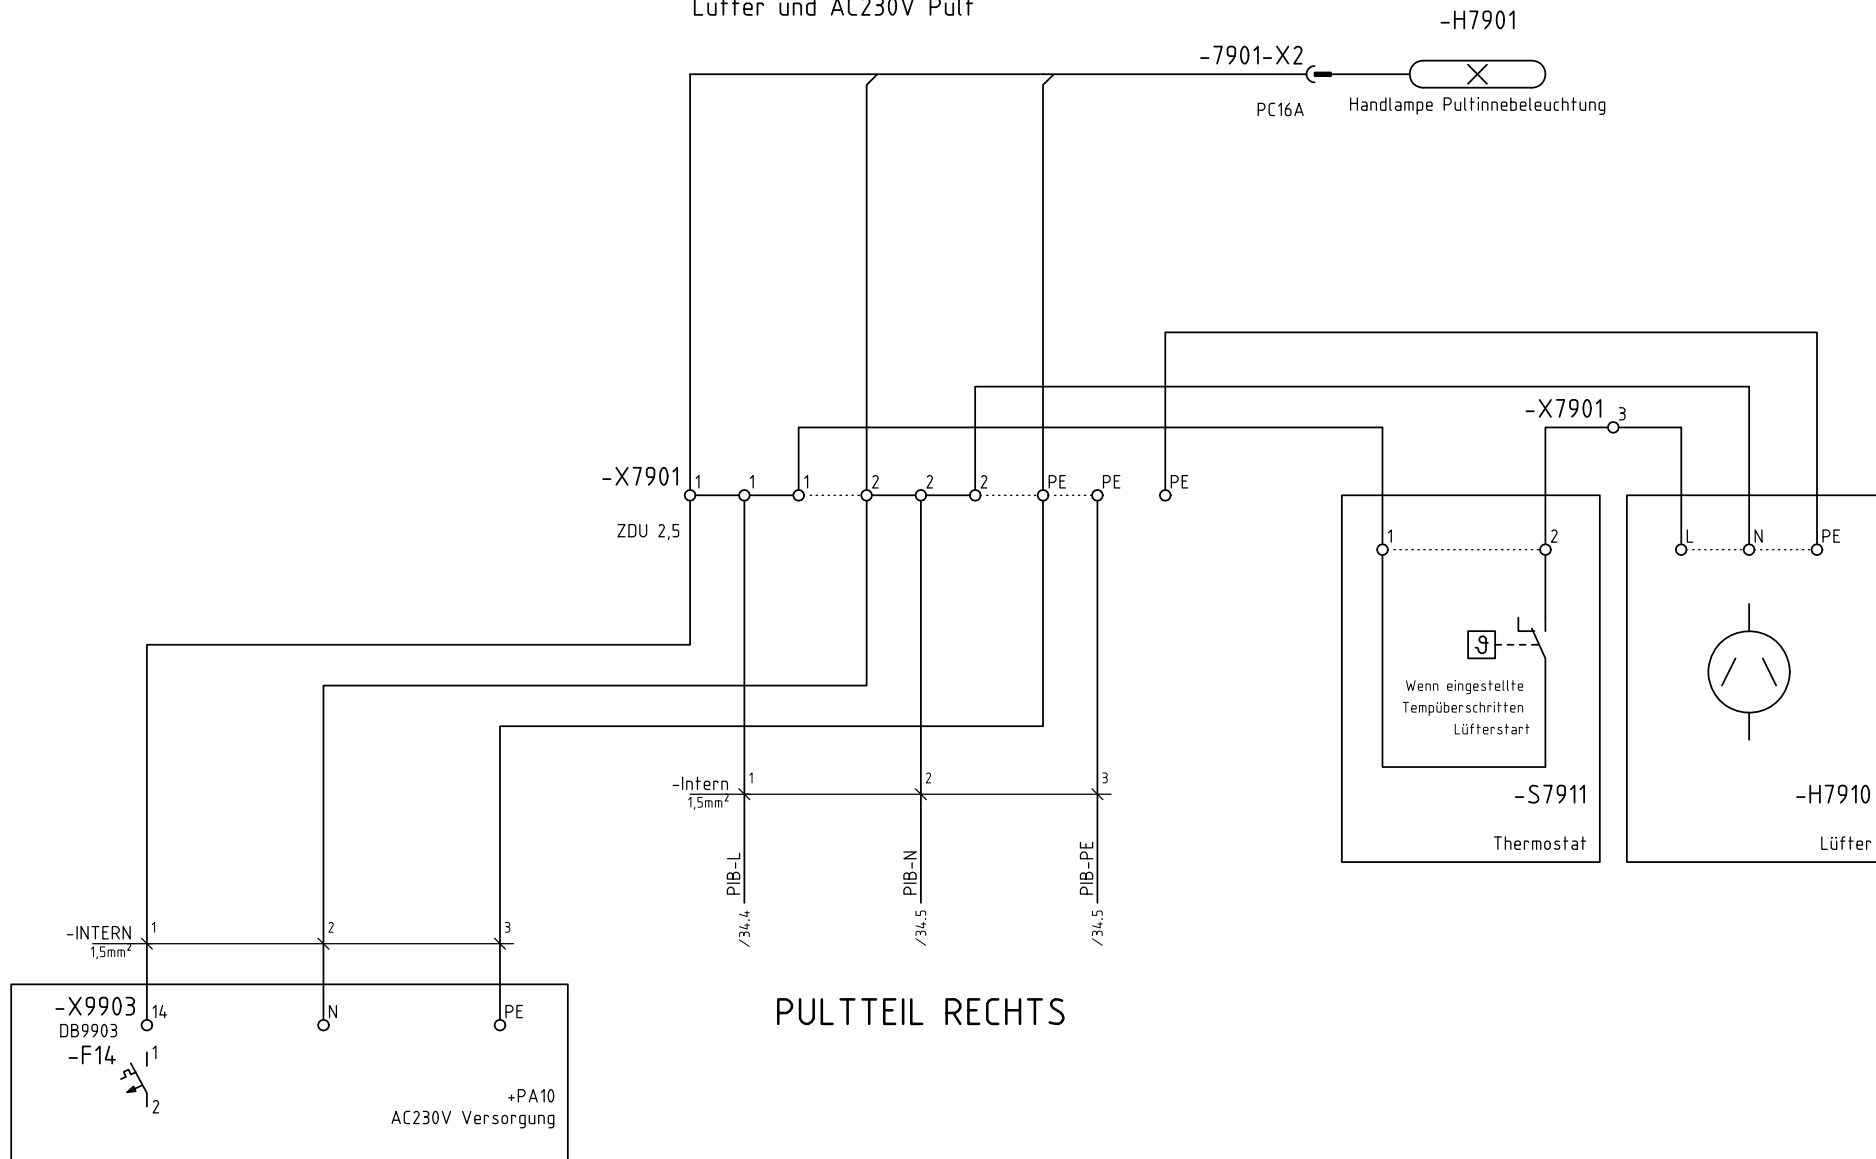 Lüfter und AC230V Pult
-H7901
-7901-X2
PC16A
Handlampe Pultinnebeleuchtung
-X7901
3
-X7901
1
1
1
2
2
2
PE
PE
PE
ZDU 2,5
1
2
L
N
PE
ϑ
Wenn eingestellte
Tempüberschritten
Lüfterstart
-S7911
Thermostat
-H7910
Lüfter
-Intern
1,5mm²
1
2
3
PIB-L
PIB-N
PIB-PE
/34.4
/34.5
/34.5
-INTERN
1,5mm²
1
2
3
-X9903
DB9903
14
N
PE
-F14
1
2
+PA10
AC230V Versorgung
PULTTEIL RECHTS